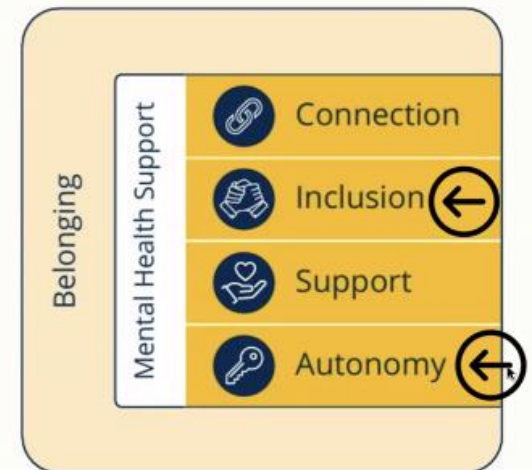 Belonging
Mental Health Support
Connection
Inclusion
Support
Autonomy